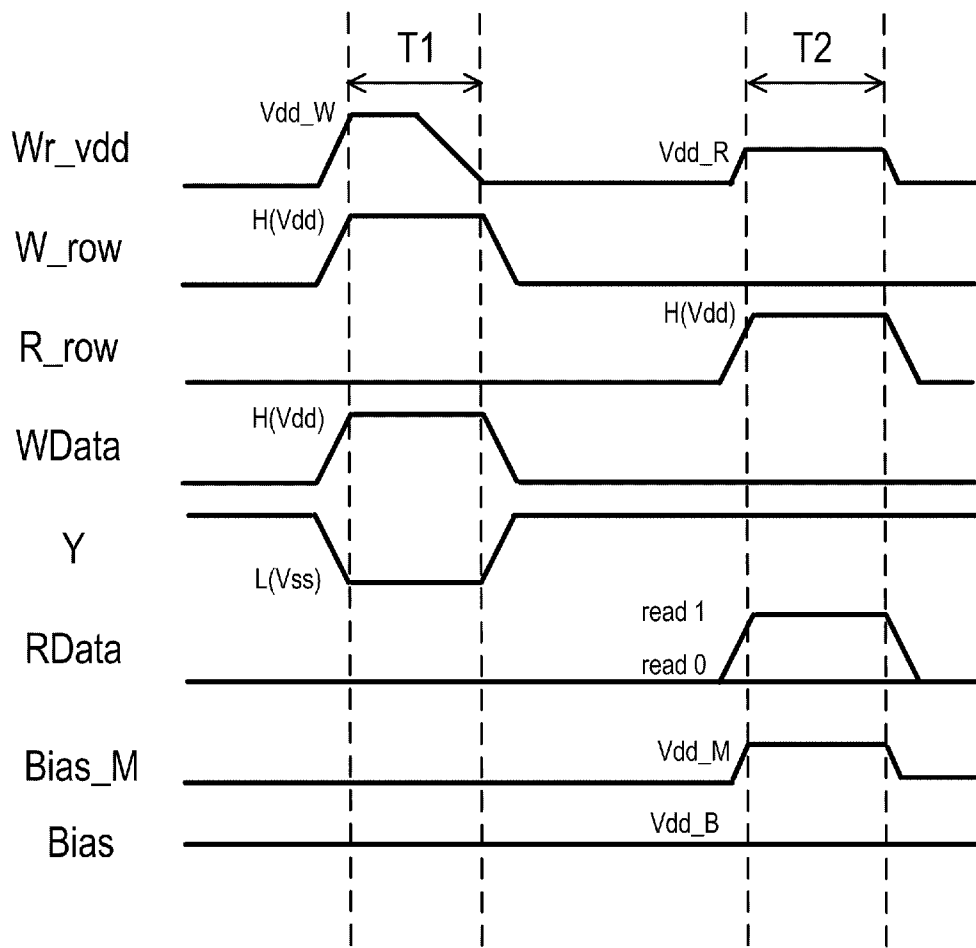 T1 T2
Vdd_W
Wr_vdd Vdd_R
H(Vdd)
W_row
H(Vdd)
R_row
H(Vdd)
WData
Y
L(Vss)
read 1
RData
read 0
Bias_M Vdd_M
Vdd_B
Bias